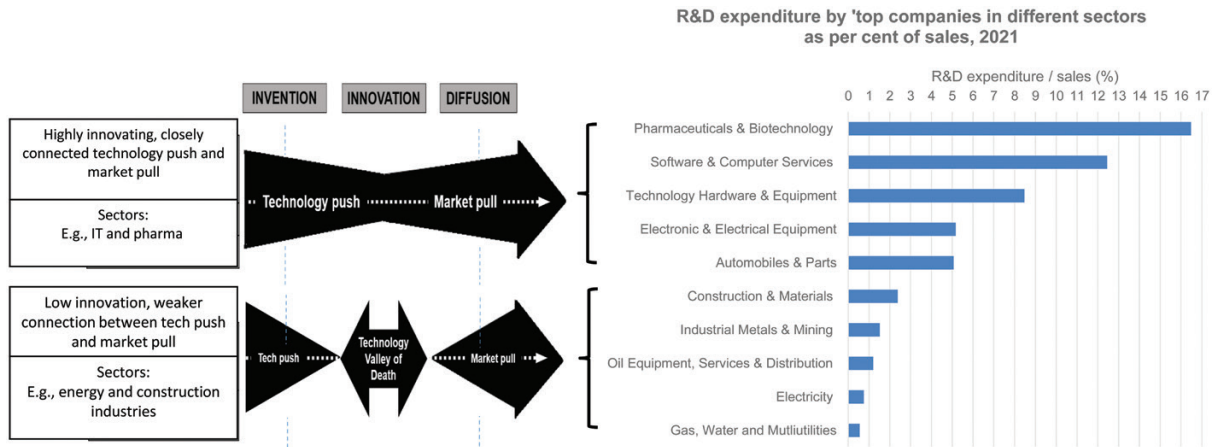 R&D expenditure by 'top companies in different sectors
as per cent of sales, 2021
INVENTION
INNOVATION
DIFFUSION
Highly innovating, closely
connected technology push and
market pull
Sectors:
E.g., IT and pharma
Technology push
Market pull
Low innovation, weaker
connection between tech push
and market pull
Sectors:
E.g., energy and construction
industries
Tech push
Technology
Valley of
Death
Market pull
R&D expenditure / sales (%)
0 1 2 3 4 5 6 7 8 9 10 11 12 13 14 15 16 17
Pharmaceuticals & Biotechnology
Software & Computer Services
Technology Hardware & Equipment
Electronic & Electrical Equipment
Automobiles & Parts
Construction & Materials
Industrial Metals & Mining
Oil Equipment, Services & Distribution
Electricity
Gas, Water and Mutliutilities